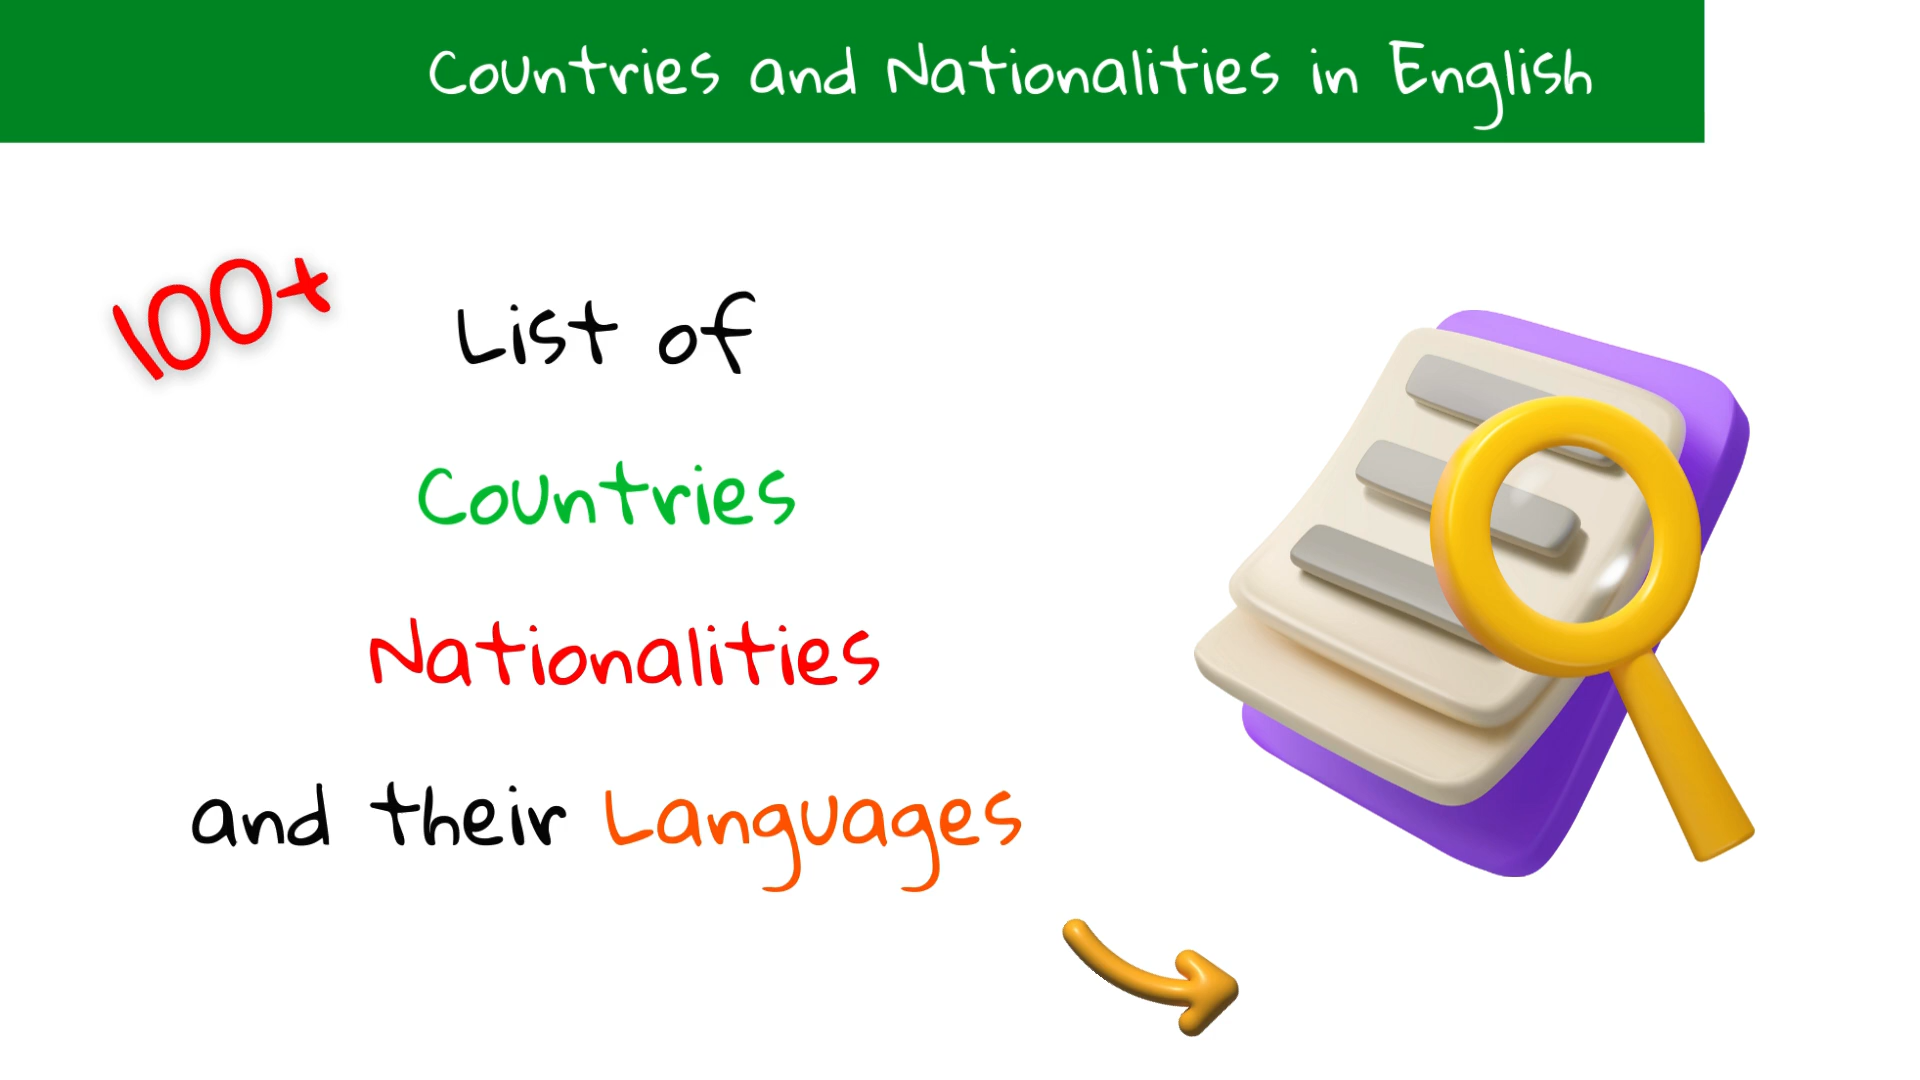 Countries and Nationalities in English
100+
List of
Countries
Nationalities
and their Languages